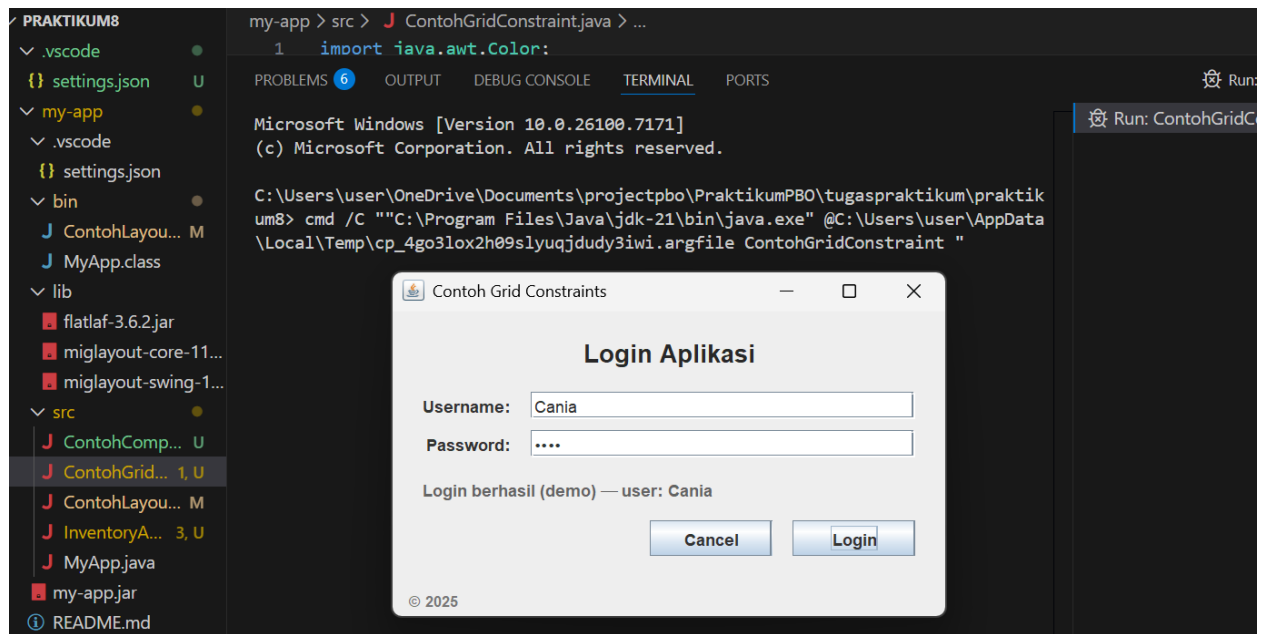 PRAKTIKUM8
.vscode
{} settings.json U
my-app
.vscode
{} settings.json
bin
J ContohLayou... M
J MyApp.class
lib
flatlaf-3.6.2.jar
miglayout-core-11...
miglayout-swing-1...
src
J ContohComp... U
J ContohGrid... 1, U
J ContohLayou... M
J InventoryA... 3, U
J MyApp.java
my-app.jar
README.md
my-app > src > J ContohGridConstraint.java > ...
1 import java.awt.Color;
PROBLEMS 6 OUTPUT DEBUG CONSOLE TERMINAL PORTS
Run:
Run: ContohGridCo
Microsoft Windows [Version 10.0.26100.7171]
(c) Microsoft Corporation. All rights reserved.
C:\Users\user\OneDrive\Documents\projectpbo\PraktikumPBO\tugaspraktikum\praktik
um8> cmd /C ""C:\Program Files\Java\jdk-21\bin\java.exe" @C:\Users\user\AppData
\Local\Temp\cp_4go3lox2h09slyuqjdudy3iwi.argfile ContohGridConstraint "
Contoh Grid Constraints
Login Aplikasi
Username: Cania
Password: ••••
Login berhasil (demo) — user: Cania
Cancel Login
© 2025